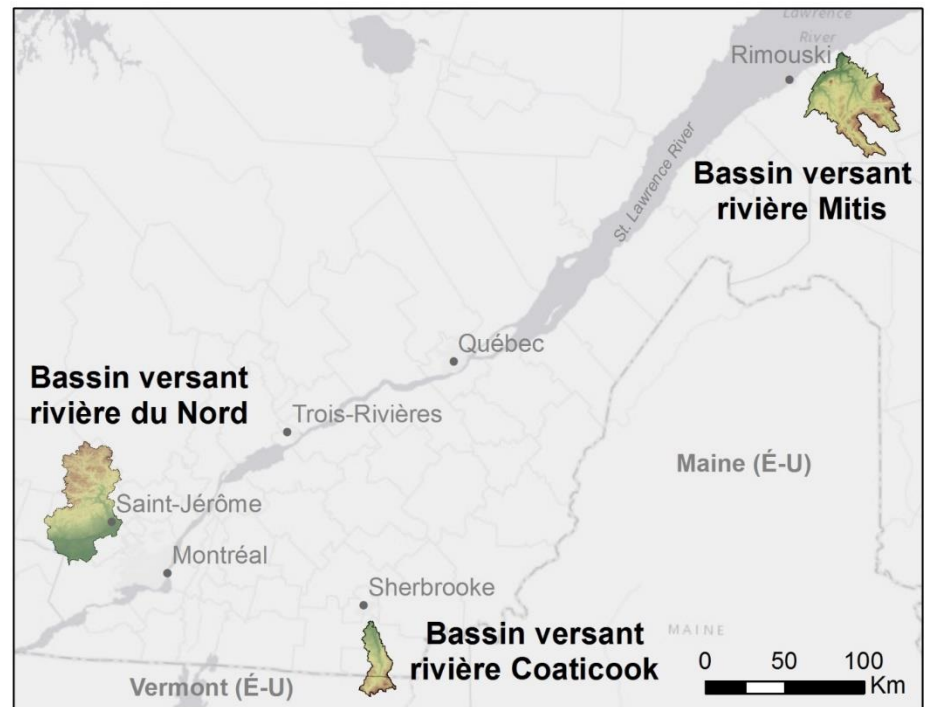 Lawrence
River
Rimouski
Bassin versant
rivière Mitis
St. Lawrence River
Québec
Bassin versant
rivière du Nord
Trois-Rivières
Maine (É-U)
Saint-Jérôme
Montréal
Sherbrooke
Bassin versant
rivière Coaticook
MAINE
Vermont (É-U)
0 50 100
Km